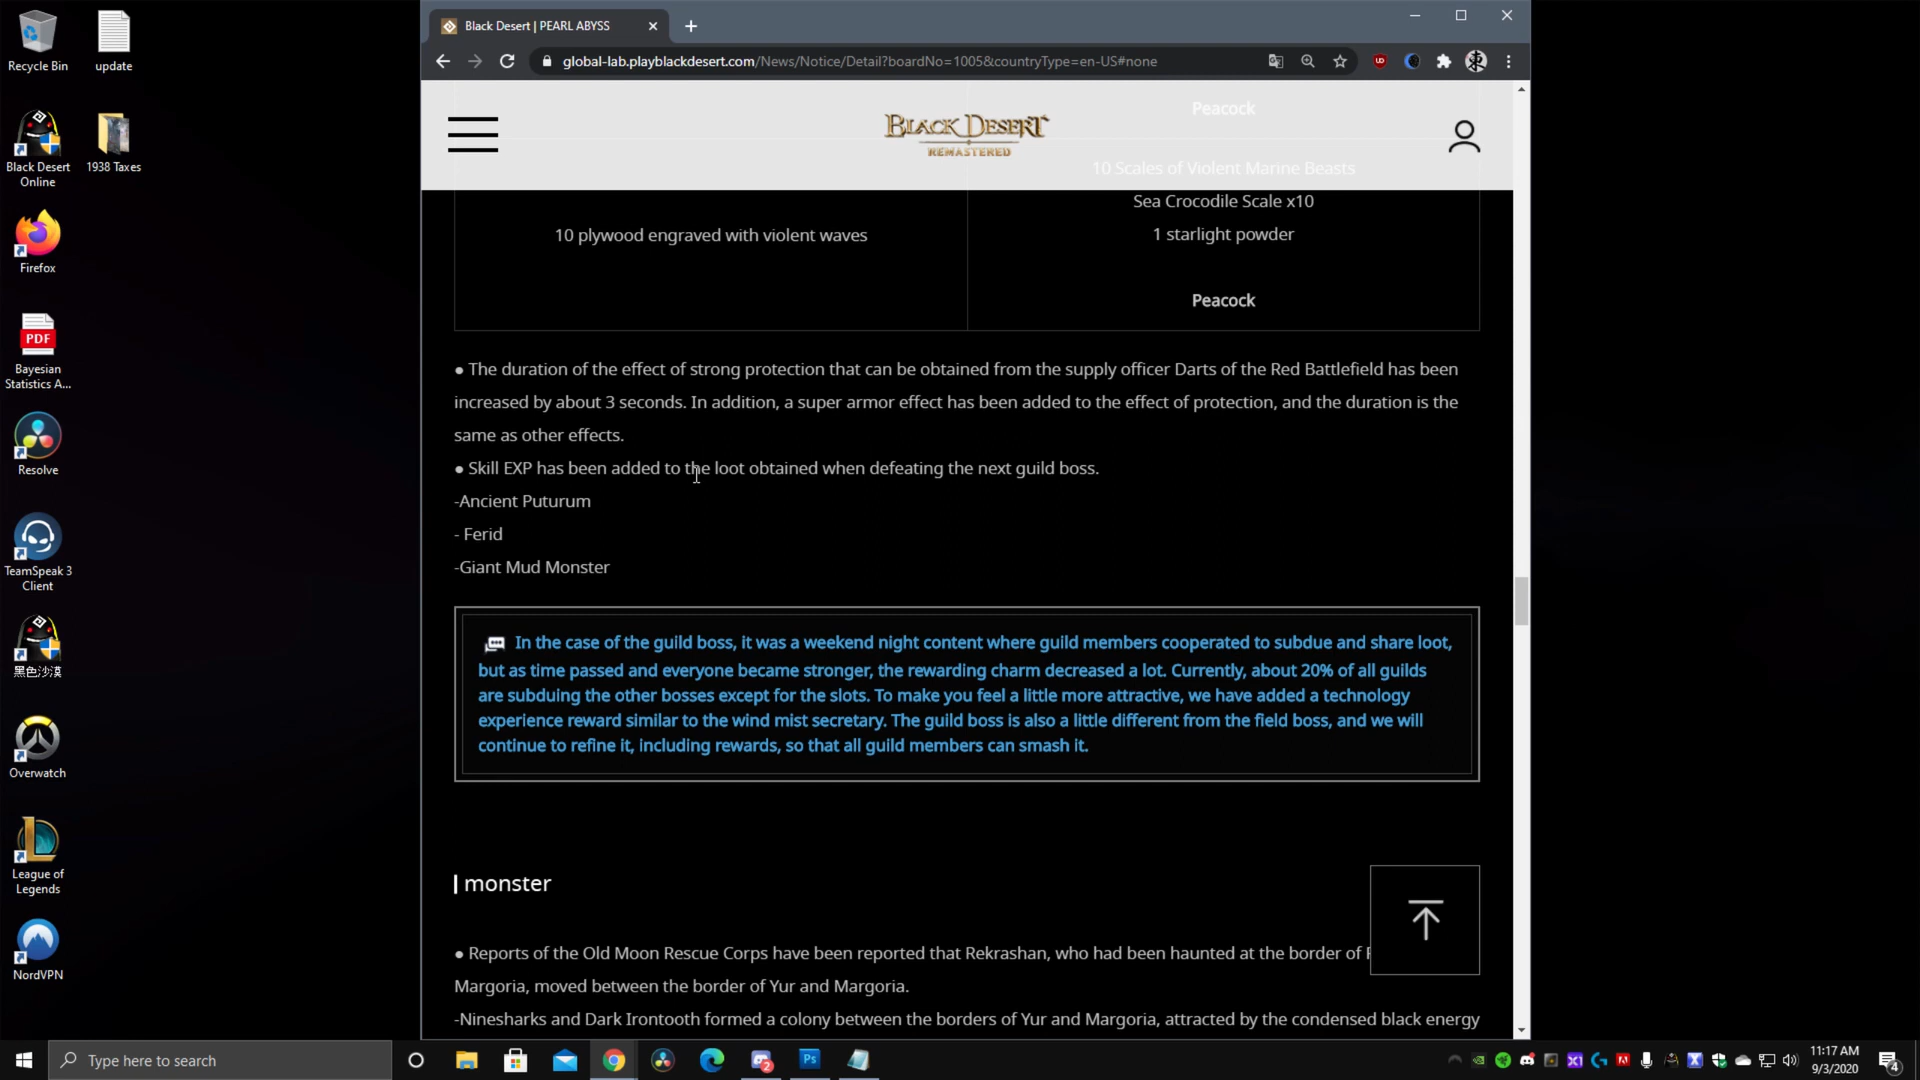 Recycle Bin
update
Black Desert
Online
1938 Taxes
Firefox
PDF
Bayesian
Statistics A...
Resolve
TeamSpeak 3
Client
黑色沙漠
Overwatch
League of
Legends
NordVPN
Black Desert | PEARL ABYSS
global-lab.playblackdesert.com/News/Notice/Detail?boardNo=1005&countryType=en-US#none
BLACK DESERT
REMASTERED
Peacock
10 Scales of Violent Marine Beasts
Sea Crocodile Scale x10
10 plywood engraved with violent waves
1 starlight powder
Peacock
● The duration of the effect of strong protection that can be obtained from the supply officer Darts of the Red Battlefield has been
increased by about 3 seconds. In addition, a super armor effect has been added to the effect of protection, and the duration is the
same as other effects.
● Skill EXP has been added to the loot obtained when defeating the next guild boss.
-Ancient Puturum
- Ferid
-Giant Mud Monster
In the case of the guild boss, it was a weekend night content where guild members cooperated to subdue and share loot,
but as time passed and everyone became stronger, the rewarding charm decreased a lot. Currently, about 20% of all guilds
are subduing the other bosses except for the slots. To make you feel a little more attractive, we have added a technology
experience reward similar to the wind mist secretary. The guild boss is also a little different from the field boss, and we will
continue to refine it, including rewards, so that all guild members can smash it.
| monster
● Reports of the Old Moon Rescue Corps have been reported that Rekrashan, who had been haunted at the border of
Margoria, moved between the border of Yur and Margoria.
-Ninesharks and Dark Irontooth formed a colony between the borders of Yur and Margoria, attracted by the condensed black energy
Type here to search
Ps
2
11:17 AM
9/3/2020
4